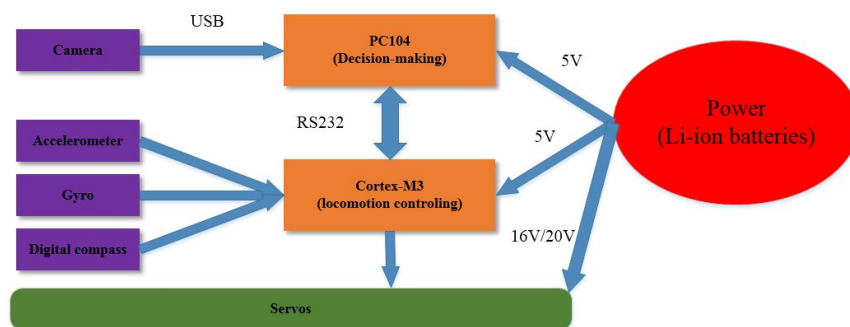 USB
Camera
PC104
(Decision-making)
5V
Power
(Li-ion batteries)
RS232
5V
Accelerometer
Gyro
Digital compass
Cortex-M3
(locomotion controling)
16V/20V
Servos